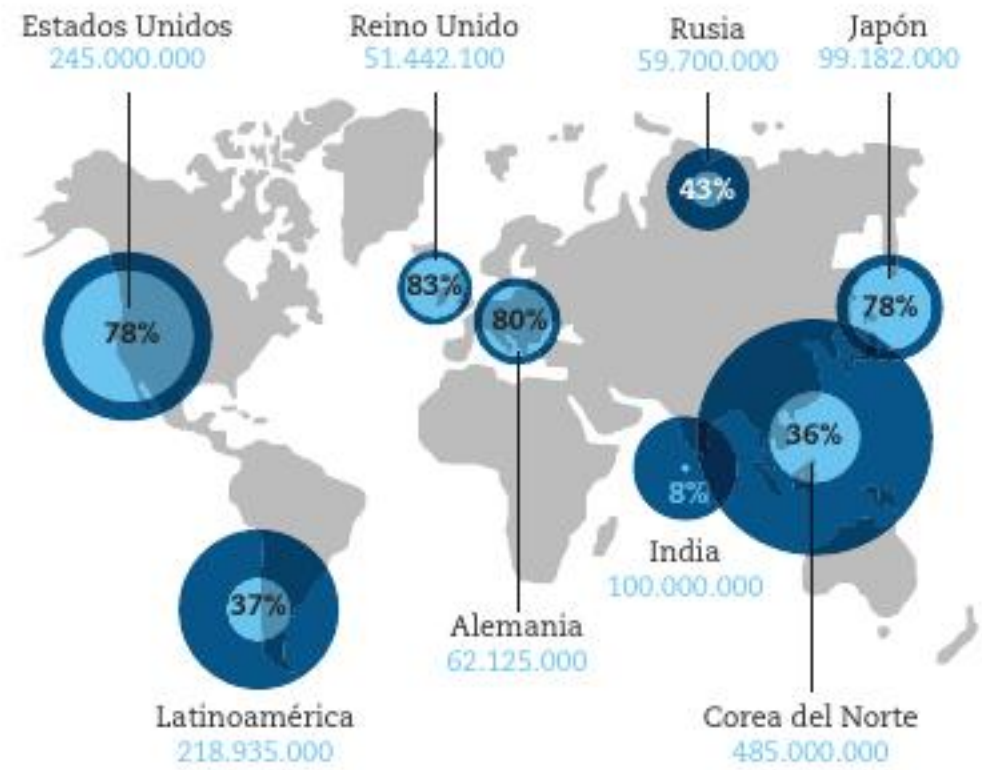 Estados Unidos
245.000.000
Reino Unido
51.442.100
Rusia
59.700.000
Japón
99.182.000
43%
83%
80%
78%
78%
36%
8%
37%
India
100.000.000
Alemania
62.125.000
Latinoamérica
218.935.000
Corea del Norte
485.000.000